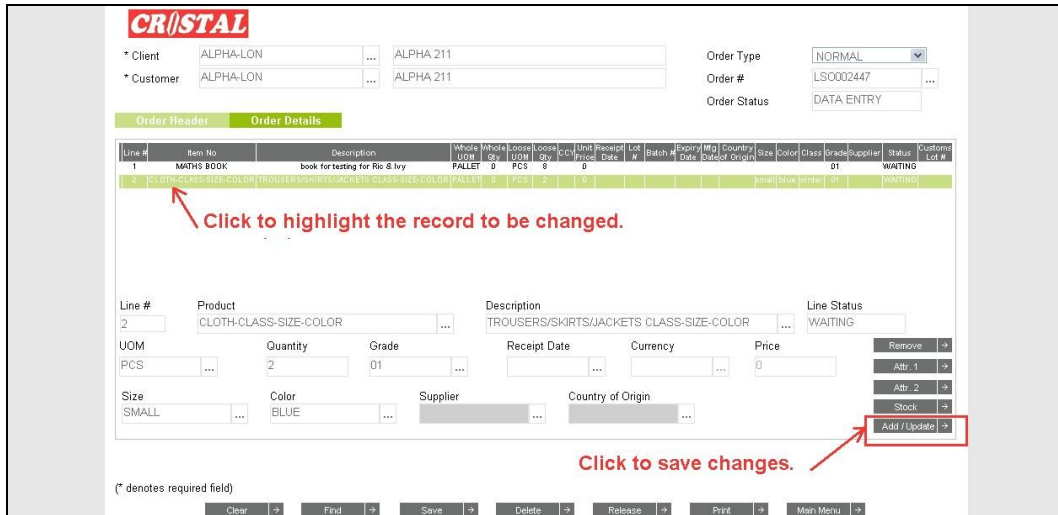 CRISTAL
* Client ALPHA-LON ... ALPHA 211 Order Type NORMAL
* Customer ALPHA-LON ... ALPHA 211 Order # LSO002447 ...
Order Status DATA ENTRY
Order Header Order Details
Line # Item No Description Whole UOM Whole Qty Loose UOM Loose Qty CCY Unit Price Receipt Date Lot # Batch # Expiry Date Mfg Date Country of Origin Size Color Class Grade Supplier Status Customs Lot #
1 MATHS BOOK book for testing for Ric & Ivy PALLET 0 PCS 8 0 01 WAITING
2 CLOTH-CLASS-SIZE-COLOR TROUSERS/SKIRTS/JACKETS CLASS-SIZE-COLOR PALLET 0 PCS 2 0 small blue winter 01 WAITING
Click to highlight the record to be changed.
Line # Product Description Line Status
2 CLOTH-CLASS-SIZE-COLOR ... TROUSERS/SKIRTS/JACKETS CLASS-SIZE-COLOR ... WAITING
UOM Quantity Grade Receipt Date Currency Price Remove
PCS ... 2 01 ... ... ... 0 Attr. 1
Attr. 2
Size Color Supplier Country of Origin
Stock
SMALL ... BLUE ... ... ...
Add / Update
Click to save changes.
(* denotes required field)
Clear Find Save Delete Release Print Main Menu